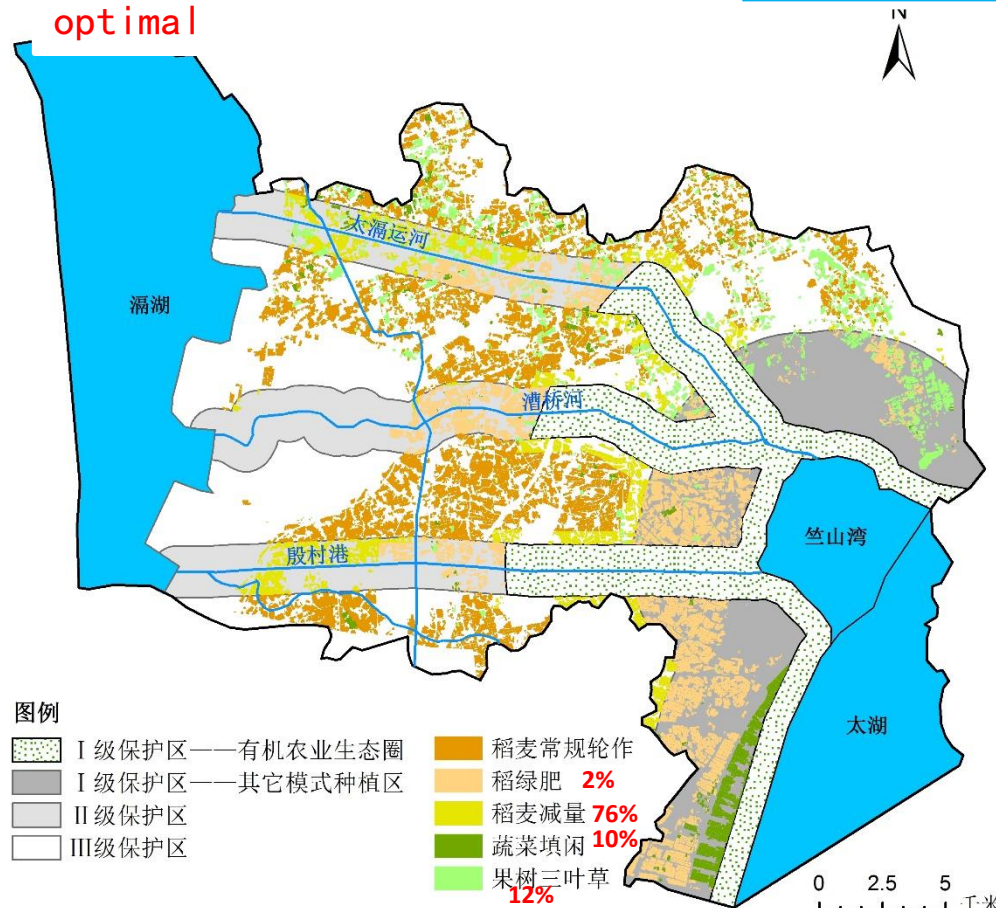 optimal
N
太滆运河
滆湖
漕桥河
竺山湾
殷村港
太湖
图例
Ⅰ级保护区——有机农业生态圈
Ⅰ级保护区——其它模式种植区
Ⅱ级保护区
Ⅲ级保护区
稻麦常规轮作
稻绿肥 2%
稻麦减量 76%
蔬菜填闲 10%
果树三叶草
12%
0 2.5 5
千米